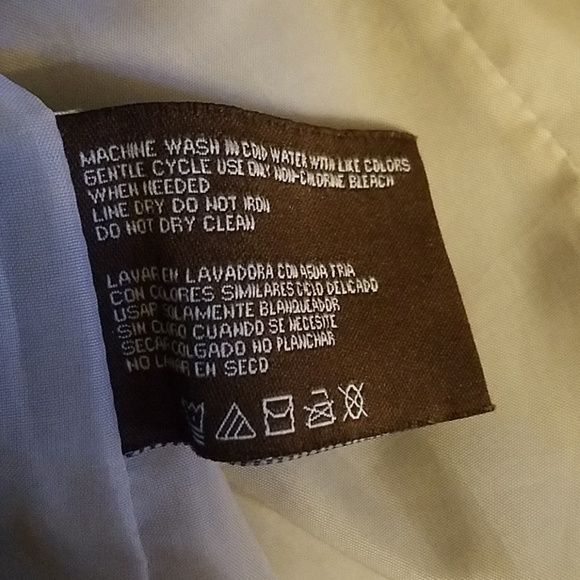 MACHINE WASH IN COLD WATER WITH LIKE COLORS
GENTLE CYCLE USE ONLY NON-CHLORINE BLEACH
WHEN NEEDED
LINE DRY DO NOT IRON
DO NOT DRY CLEAN
LAVAR EN LAVADORA CON AGUA FRIA
CON COLORES SIMILARES CICLO DELICADO
USAR SOLAMENTE BLANQUEADOR
SIN CLORO CUANDO SE NECESITE
SECAR COLGADO NO PLANCHAR
NO LAVAR EN SECO